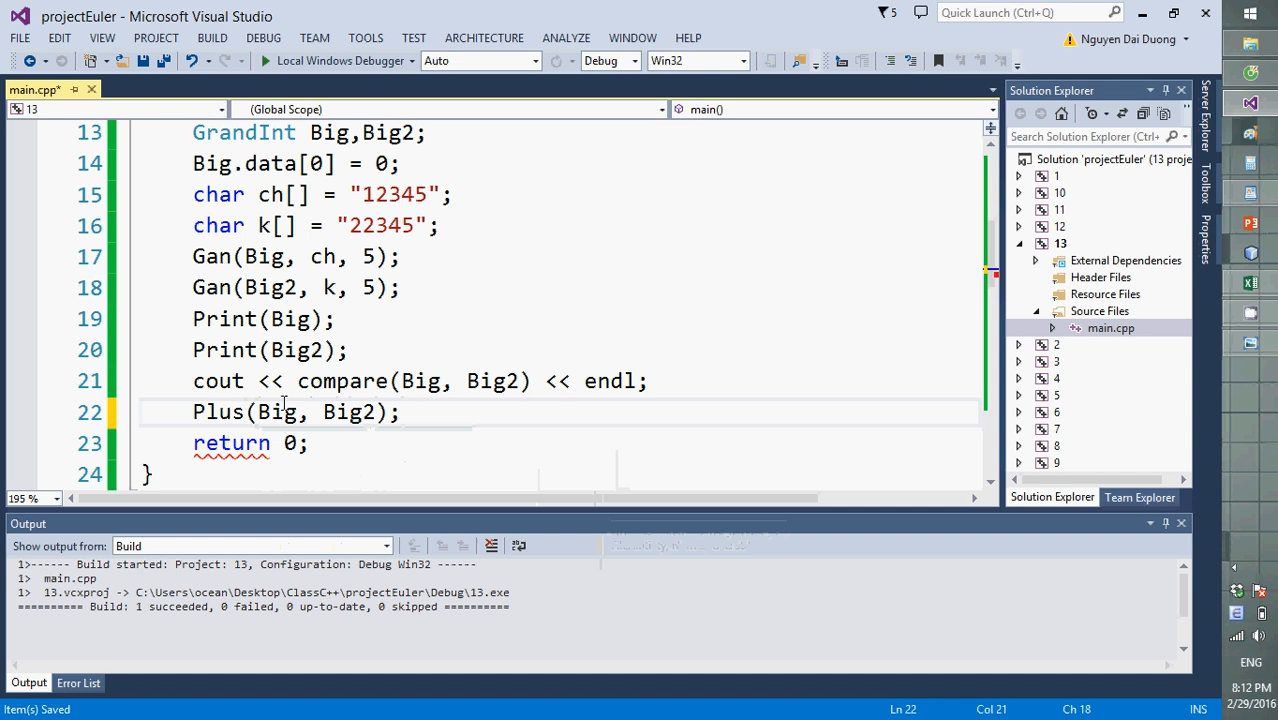 projectEuler - Microsoft Visual Studio
5
Quick Launch (Ctrl+Q)
FILE EDIT VIEW PROJECT BUILD DEBUG TEAM TOOLS TEST ARCHITECTURE ANALYZE WINDOW HELP
Nguyen Dai Duong
Local Windows Debugger Auto Debug Win32
main.cpp*
13 (Global Scope) main()
13 GrandInt Big,Big2;
14 Big.data[0] = 0;
15 char ch[] = "12345";
16 char k[] = "22345";
17 Gan(Big, ch, 5);
18 Gan(Big2, k, 5);
19 Print(Big);
20 Print(Big2);
21 cout << compare(Big, Big2) << endl;
22 Plus(Big, Big2);
23 return 0;
24 }
195 %
Solution Explorer
Search Solution Explorer (Ctrl+
Solution 'projectEuler' (13 proje
1
10
11
12
13
External Dependencies
Header Files
Resource Files
Source Files
main.cpp
2
3
4
5
6
7
8
9
Solution Explorer Team Explorer
Server Explorer
Toolbox
Properties
Output
Show output from: Build
1>------ Build started: Project: 13, Configuration: Debug Win32 ------
1> main.cpp
1> 13.vcxproj -> C:\Users\ocean\Desktop\ClassC++\projectEuler\Debug\13.exe
========== Build: 1 succeeded, 0 failed, 0 up-to-date, 0 skipped ==========
Output Error List
Item(s) Saved Ln 22 Col 21 Ch 18 INS
ENG
8:12 PM
2/29/2016